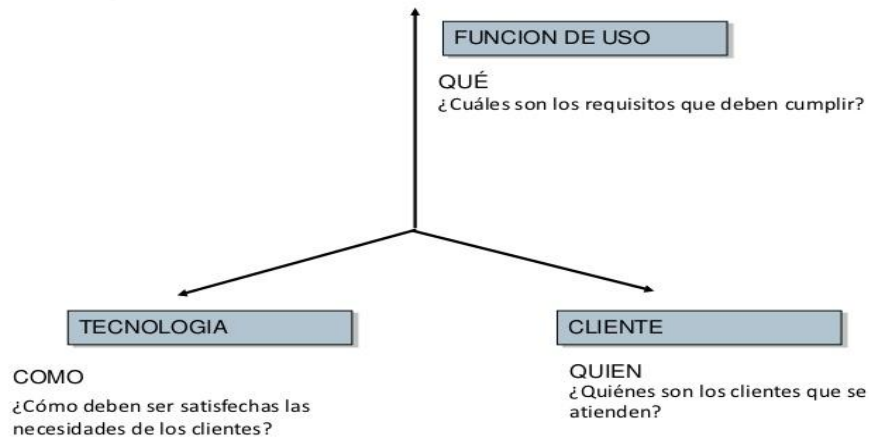 FUNCION DE USO
QUÉ
¿Cuáles son los requisitos que deben cumplir?
TECNOLOGIA
COMO
¿Cómo deben ser satisfechas las
necesidades de los clientes?
CLIENTE
QUIEN
¿Quiénes son los clientes que se
atienden?